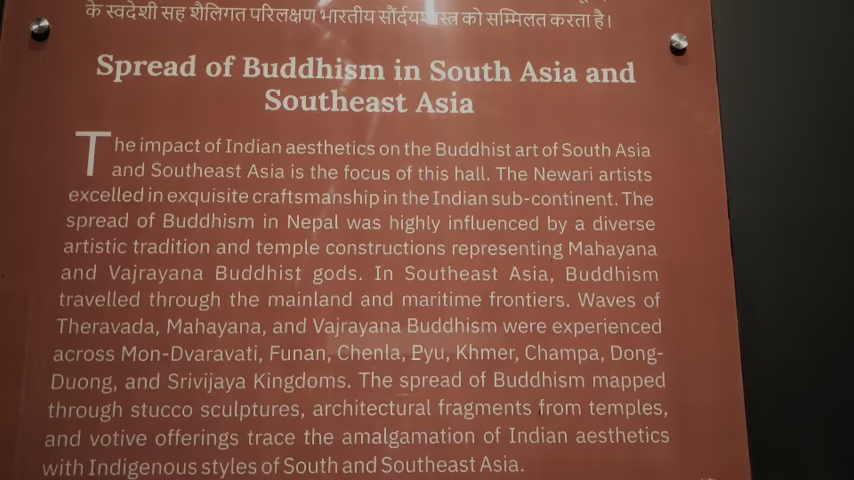 के स्वदेशी सह शैलिगत परिलक्षण भारतीय को सम्मिलत करता है।
Spread of Buddhism in South Asia and
Southeast Asia
The impact of Indian aesthetics on the Buddhist art of South Asia
and Southeast Asia is the focus of this hall. The Newari artists
excelled in exquisite craftsmanship in the Indian sub-continent. The
spread of Buddhism in Nepal was highly influenced by a diverse
artistic tradition and temple constructions representing Mahayana
and Vajrayana Buddhist gods. In Southeast Asia, Buddhism
travelled through the mainland and maritime frontiers. Waves of
Theravada, Mahayana, and Vajrayana Buddhism were experienced
across Mon-Dvaravati, Funan, Chenla, Pyu, Khmer, Champa, Dong-
Duong, and Srivijaya Kingdoms. The spread of Buddhism mapped
through stucco sculptures, architectural fragments from temples,
and votive offerings trace the amalgamation of Indian aesthetics
with Indigenous styles of South and Southeast Asia.